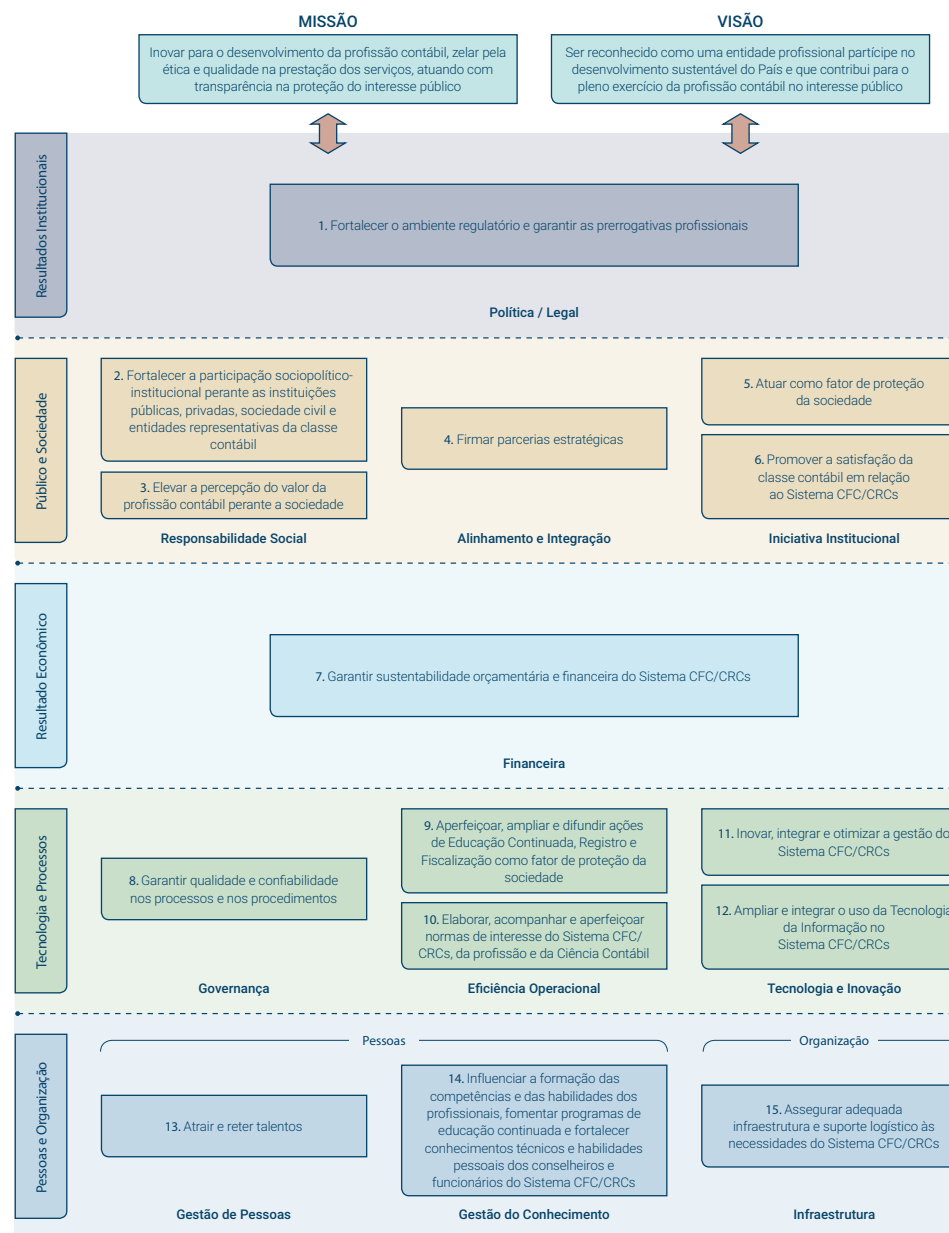 MISSÃO
Inovar para o desenvolvimento da profissão contábil, zelar pela
ética e qualidade na prestação dos serviços, atuando com
transparência na proteção do interesse público
VISÃO
Ser reconhecido como uma entidade profissional partícipe no
desenvolvimento sustentável do País e que contribui para o
pleno exercício da profissão contábil no interesse público
Resultados Institucionais
1. Fortalecer o ambiente regulatório e garantir as prerrogativas profissionais
Política / Legal
Público e Sociedade
2. Fortalecer a participação sociopolítico-
institucional perante as instituições
públicas, privadas, sociedade civil e
entidades representativas da classe
contábil
3. Elevar a percepção do valor da
profissão contábil perante a sociedade
Responsabilidade Social
4. Firmar parcerias estratégicas
Alinhamento e Integração
5. Atuar como fator de proteção
da sociedade
6. Promover a satisfação da
classe contábil em relação
ao Sistema CFC/CRCs
Iniciativa Institucional
Resultado Econômico
7. Garantir sustentabilidade orçamentária e financeira do Sistema CFC/CRCs
Financeira
Tecnologia e Processos
8. Garantir qualidade e confiabilidade
nos processos e nos procedimentos
Governança
9. Aperfeiçoar, ampliar e difundir ações
de Educação Continuada, Registro e
Fiscalização como fator de proteção da
sociedade
10. Elaborar, acompanhar e aperfeiçoar
normas de interesse do Sistema CFC/
CRCs, da profissão e da Ciência Contábil
Eficiência Operacional
11. Inovar, integrar e otimizar a gestão do
Sistema CFC/CRCs
12. Ampliar e integrar o uso da Tecnologia
da Informação no
Sistema CFC/CRCs
Tecnologia e Inovação
Pessoas e Organização
Pessoas
13. Atrair e reter talentos
Gestão de Pessoas
14. Influenciar a formação das
competências e das habilidades dos
profissionais, fomentar programas de
educação continuada e fortalecer
conhecimentos técnicos e habilidades
pessoais dos conselheiros e
funcionários do Sistema CFC/CRCs
Gestão do Conhecimento
Organização
15. Assegurar adequada
infraestrutura e suporte logístico às
necessidades do Sistema CFC/CRCs
Infraestrutura